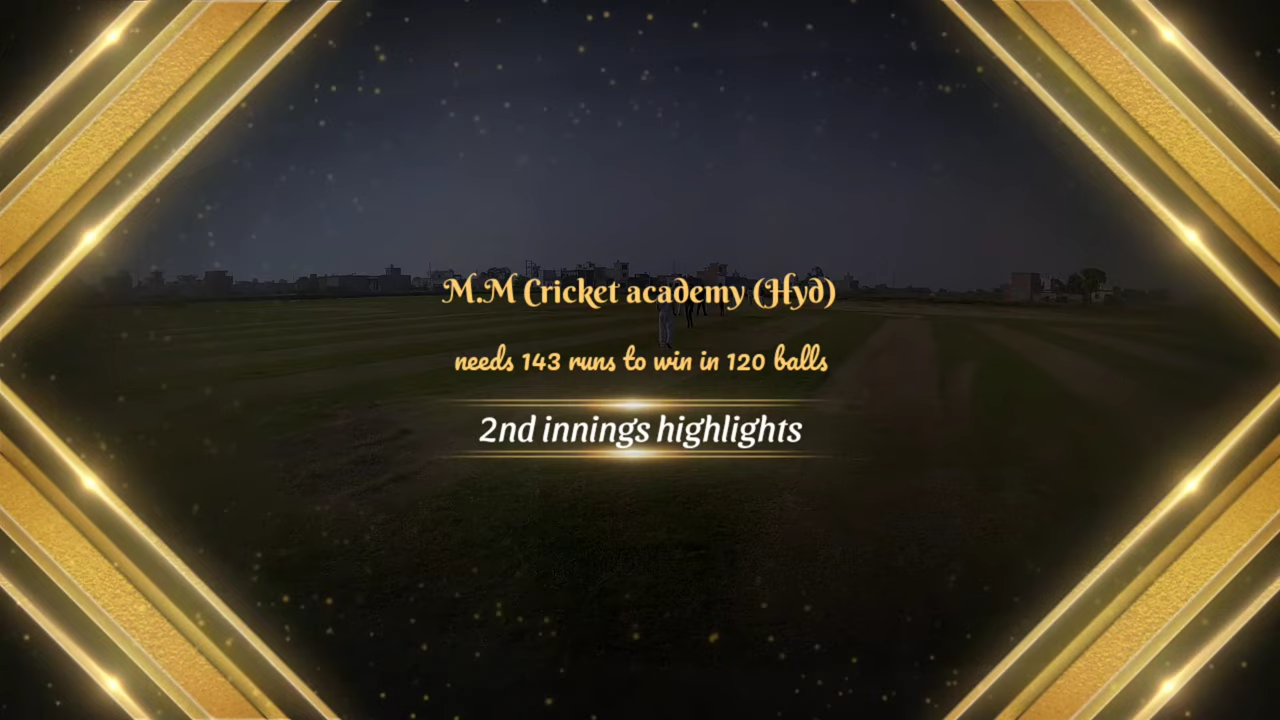 M.M Cricket academy (Hyd)
needs 143 runs to win in 120 balls
2nd innings highlights